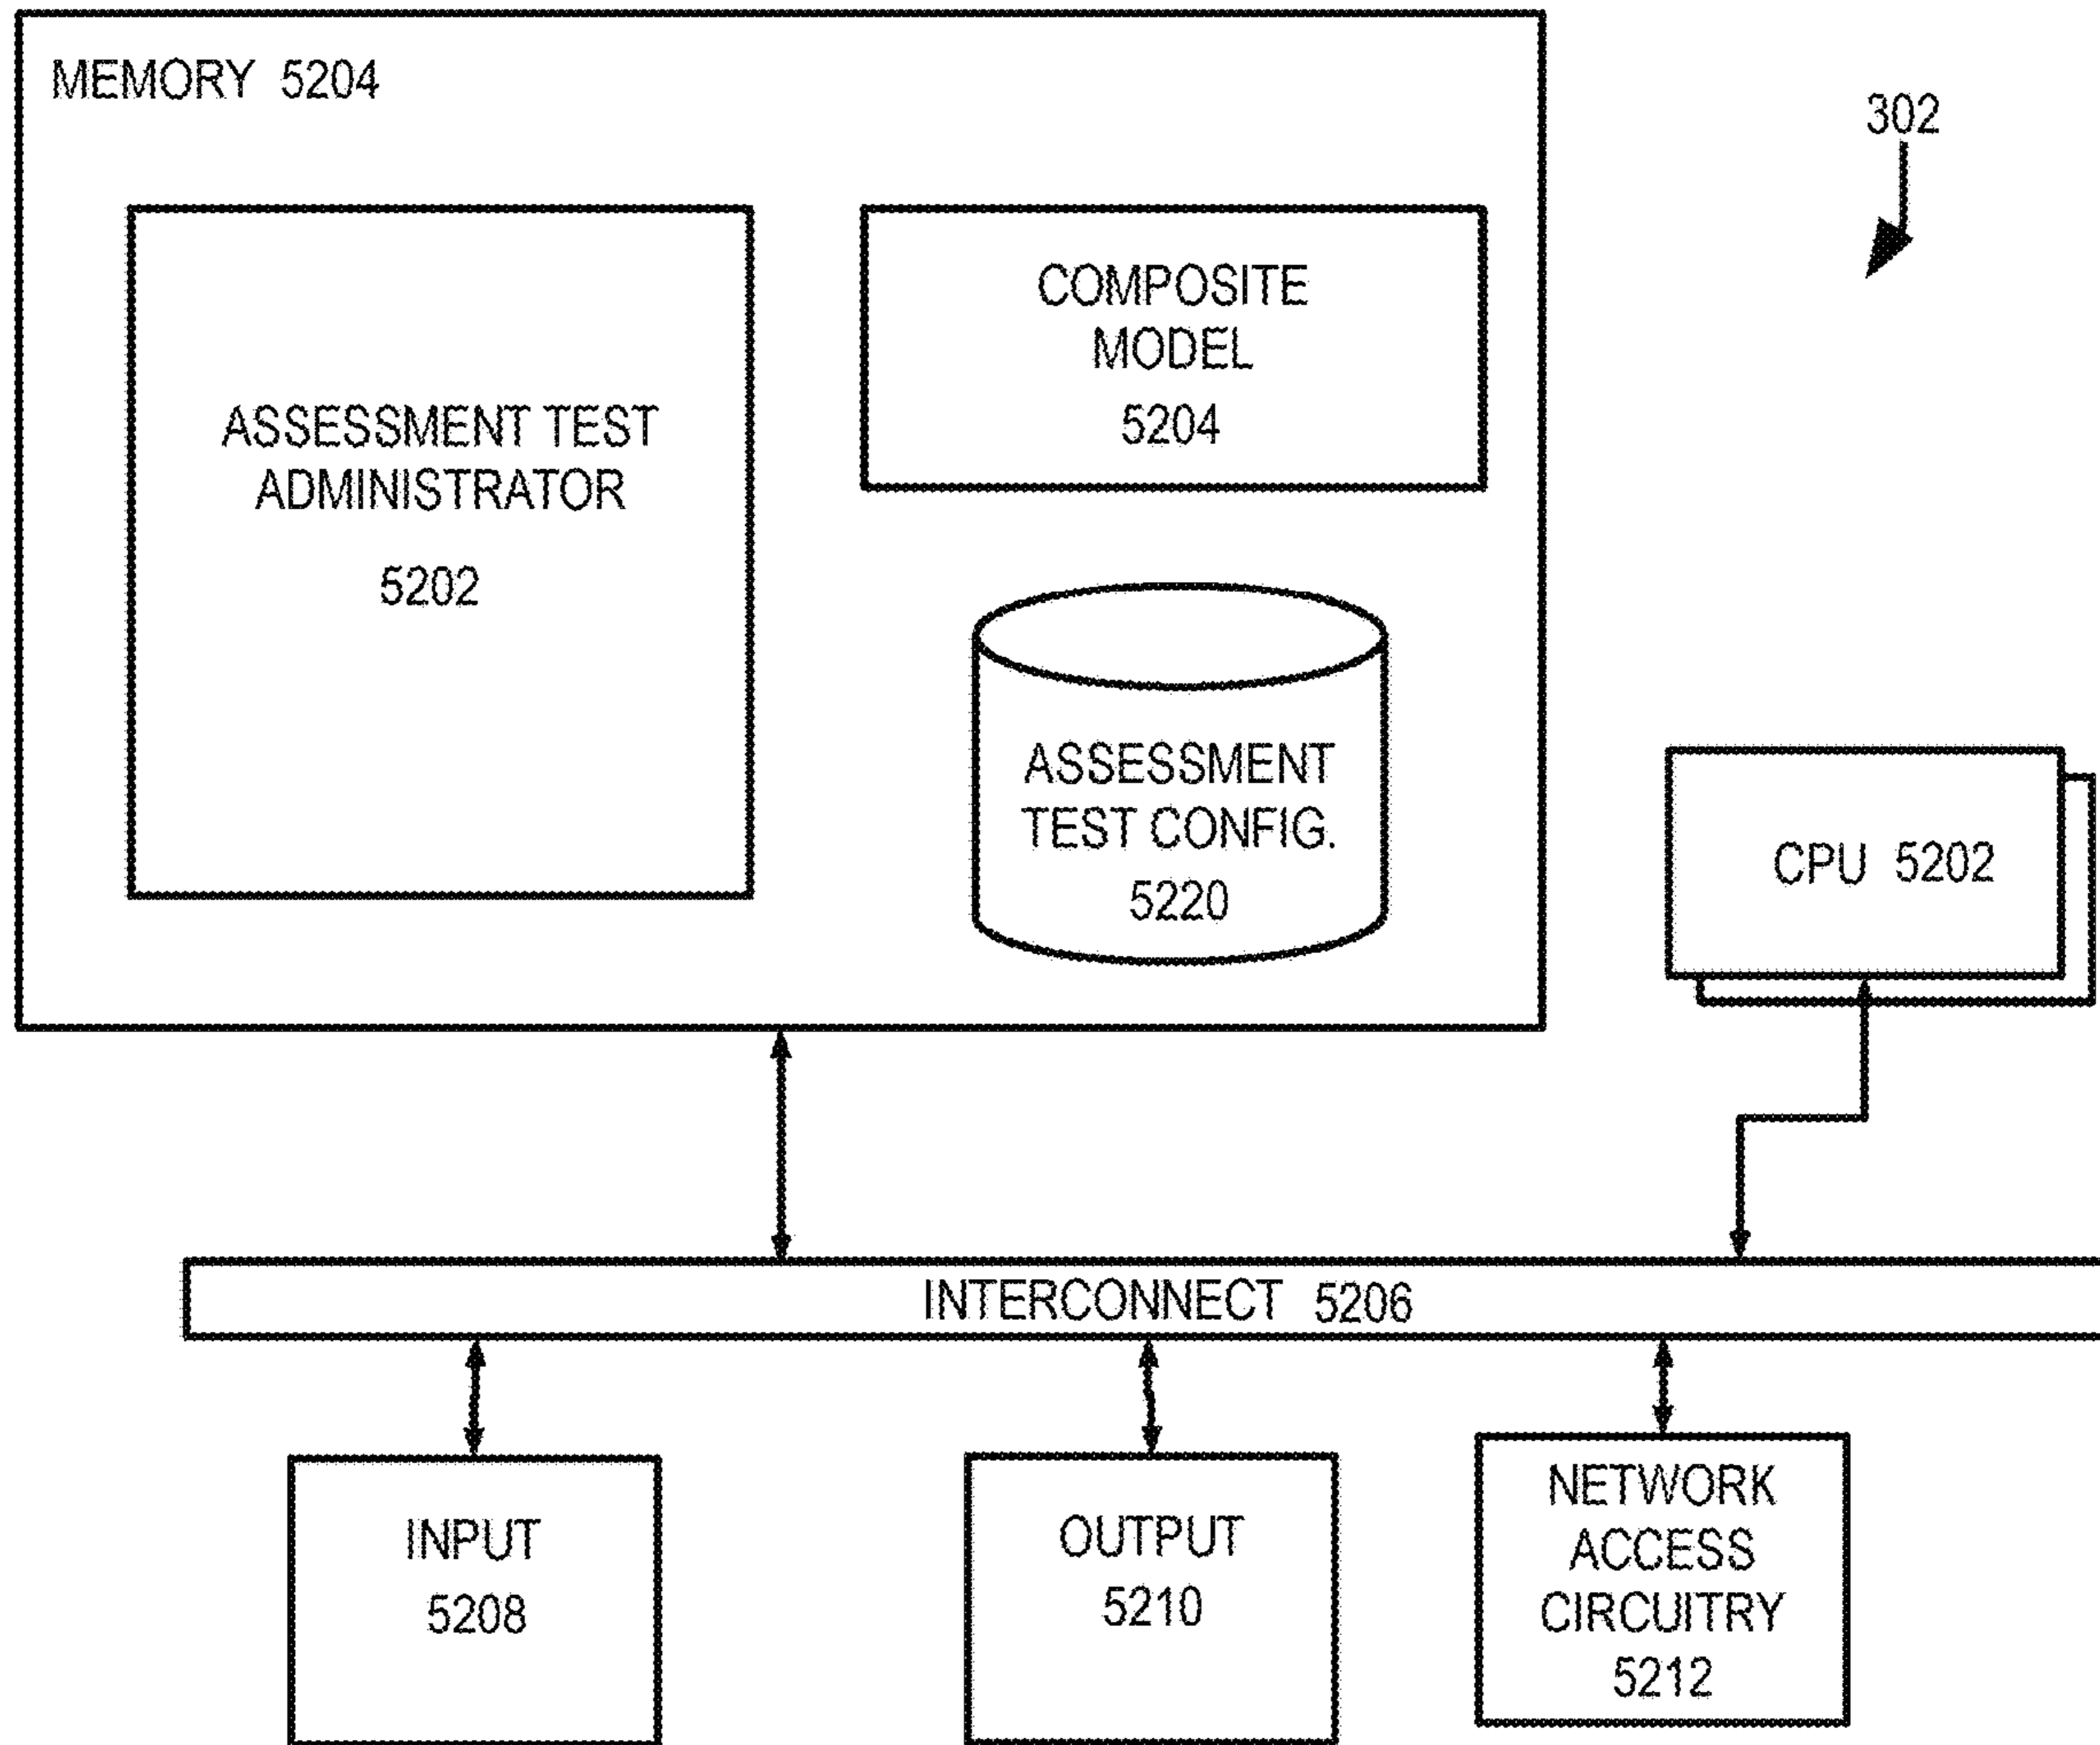 MEMORY 5204
302
ASSESSMENT TEST
ADMINISTRATOR
5202
COMPOSITE
MODEL
5204
ASSESSMENT
TEST CONFIG.
5220
CPU 5202
INTERCONNECT 5206
INPUT
5208
OUTPUT
5210
NETWORK
ACCESS
CIRCUITRY
5212